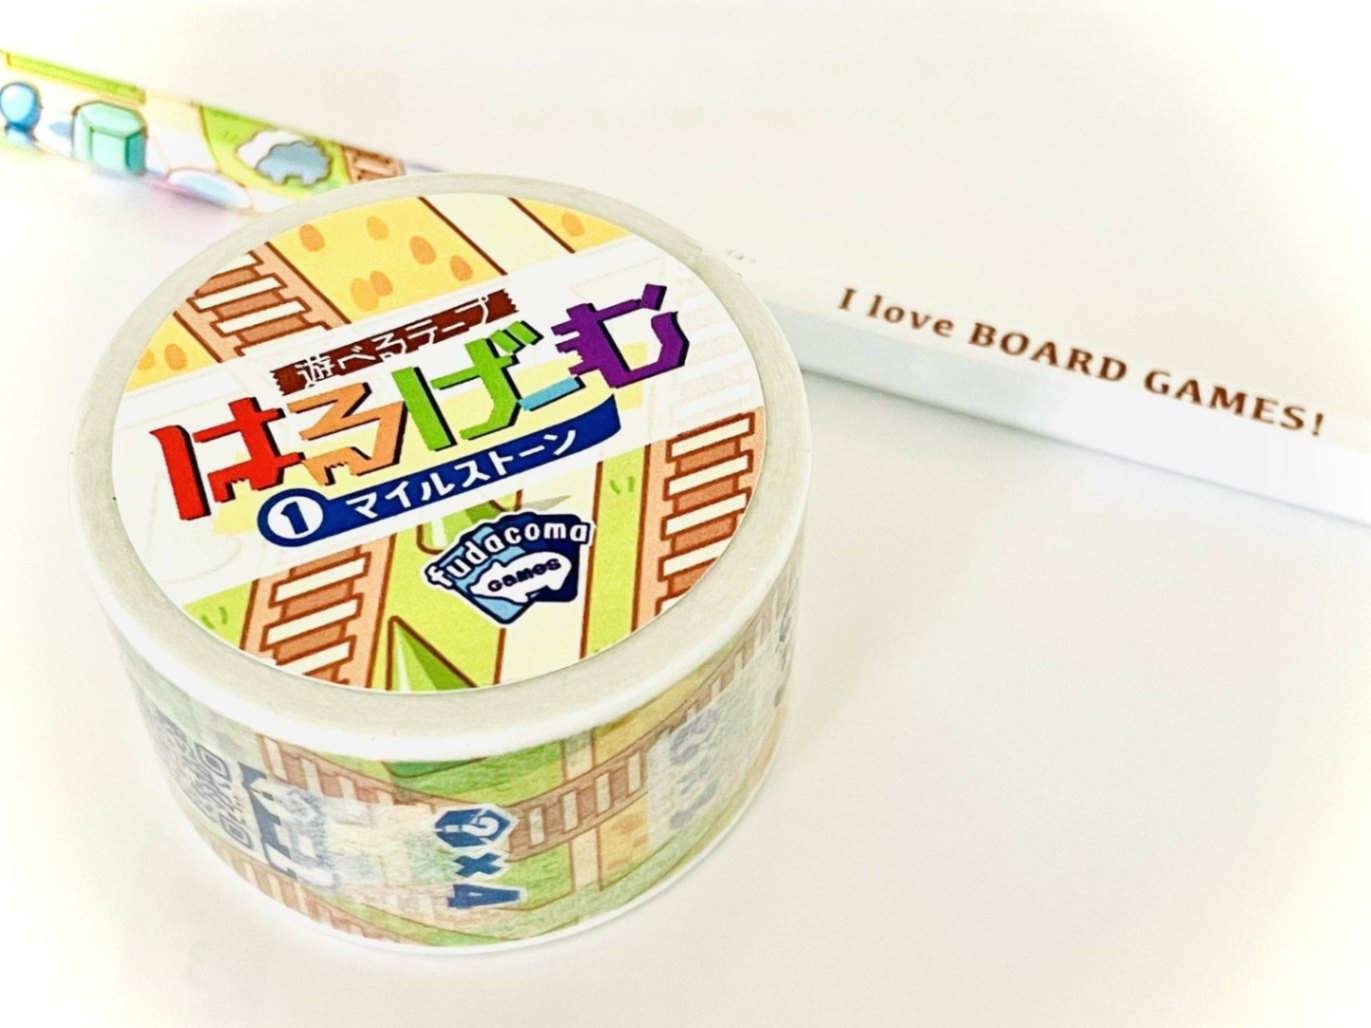 遊べるテープ
はるげーむ
1 マイルストーン
fudacoma
GAMES
I love BOARD GAMES!
?×4